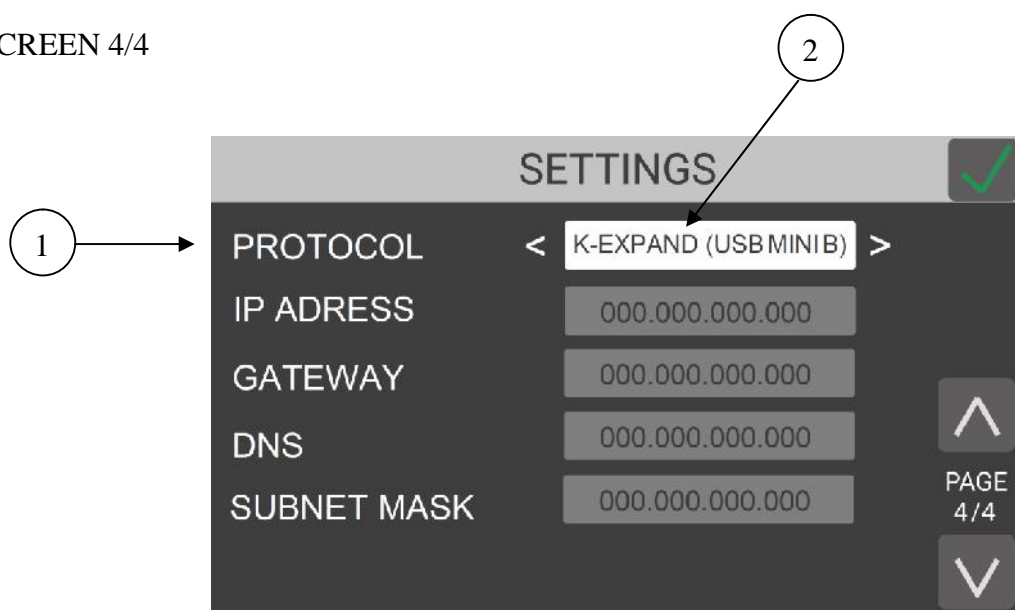 CREEN 4/4
2
SETTINGS
1
PROTOCOL < K-EXPAND (USB MINI B) >
IP ADRESS 000.000.000.000
GATEWAY 000.000.000.000
DNS 000.000.000.000
SUBNET MASK 000.000.000.000
PAGE
4/4